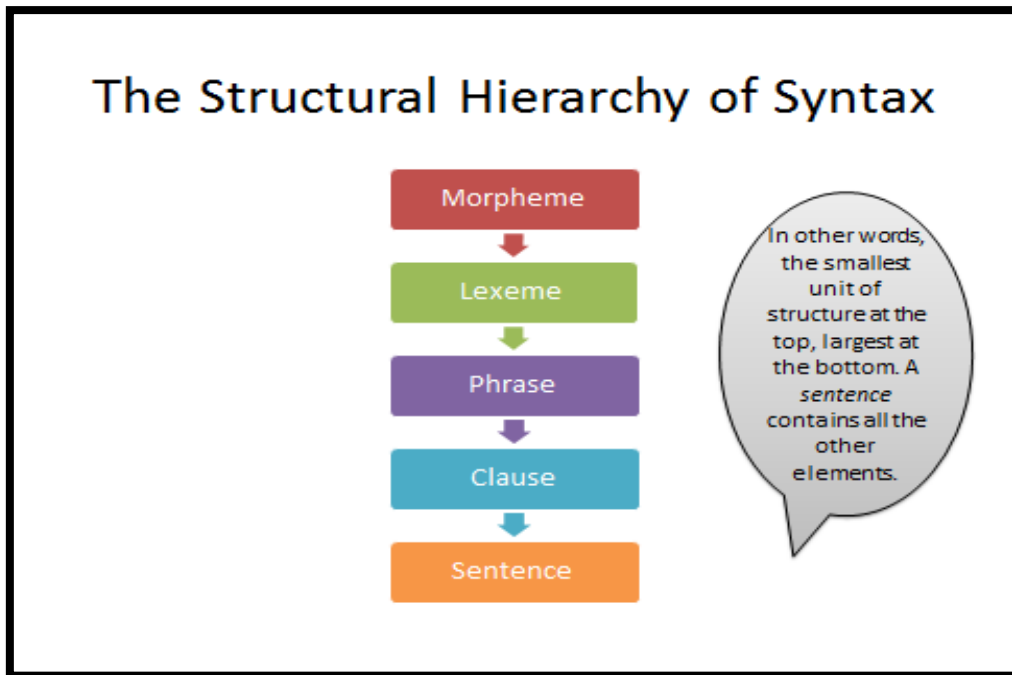 The Structural Hierarchy of Syntax
Morpheme
Lexeme
Phrase
Clause
Sentence
In other words,
the smallest
unit of
structure at the
top, largest at
the bottom. A
sentence
contains all the
other
elements.